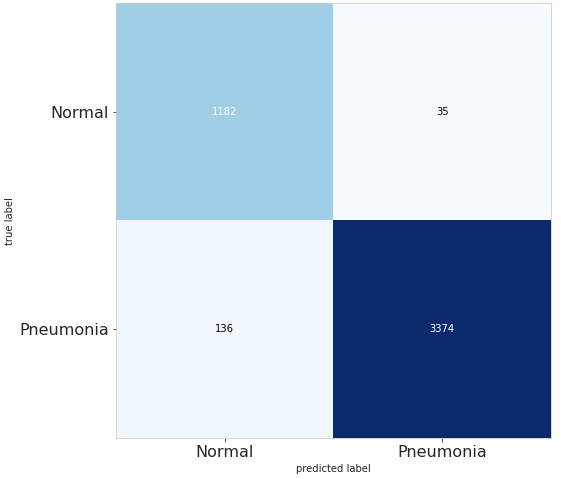 Normal
1182
35
true label
Pneumonia
136
3374
Normal
Pneumonia
predicted label